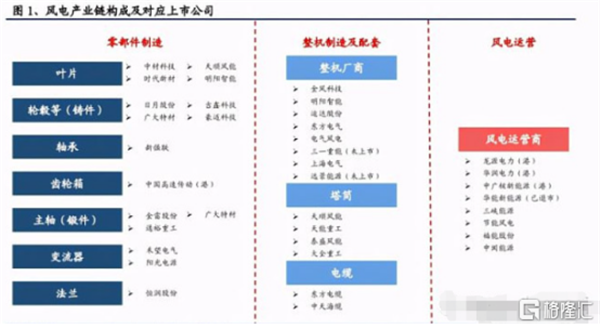 图 1、风电产业链构成及对应上市公司
零部件制造
叶片
中材科技
天顺风能
时代新材
明阳智能
轮毂等（铸件）
日月股份
吉鑫科技
广大特材
豪迈科技
轴承
新强联
齿轮箱
中国高速传动（港）
主轴（锻件）
金雷股份
广大特材
通裕重工
变流器
禾望电气
阳光电源
法兰
恒润股份
整机制造及配套
整机厂商
金风科技
明阳智能
运达股份
东方电气
电气风电
三一重能（未上市）
上海电气
远景能源（未上市）
塔筒
天顺风能
天能重工
泰盛风能
大金重工
电缆
东方电缆
中天海缆
风电运营
风电运营商
龙源电力（港）
华润电力（港）
中广核新能源（港）
华能新能源（已退市）
三峡能源
节能风电
福能股份
中闽能源
格隆汇